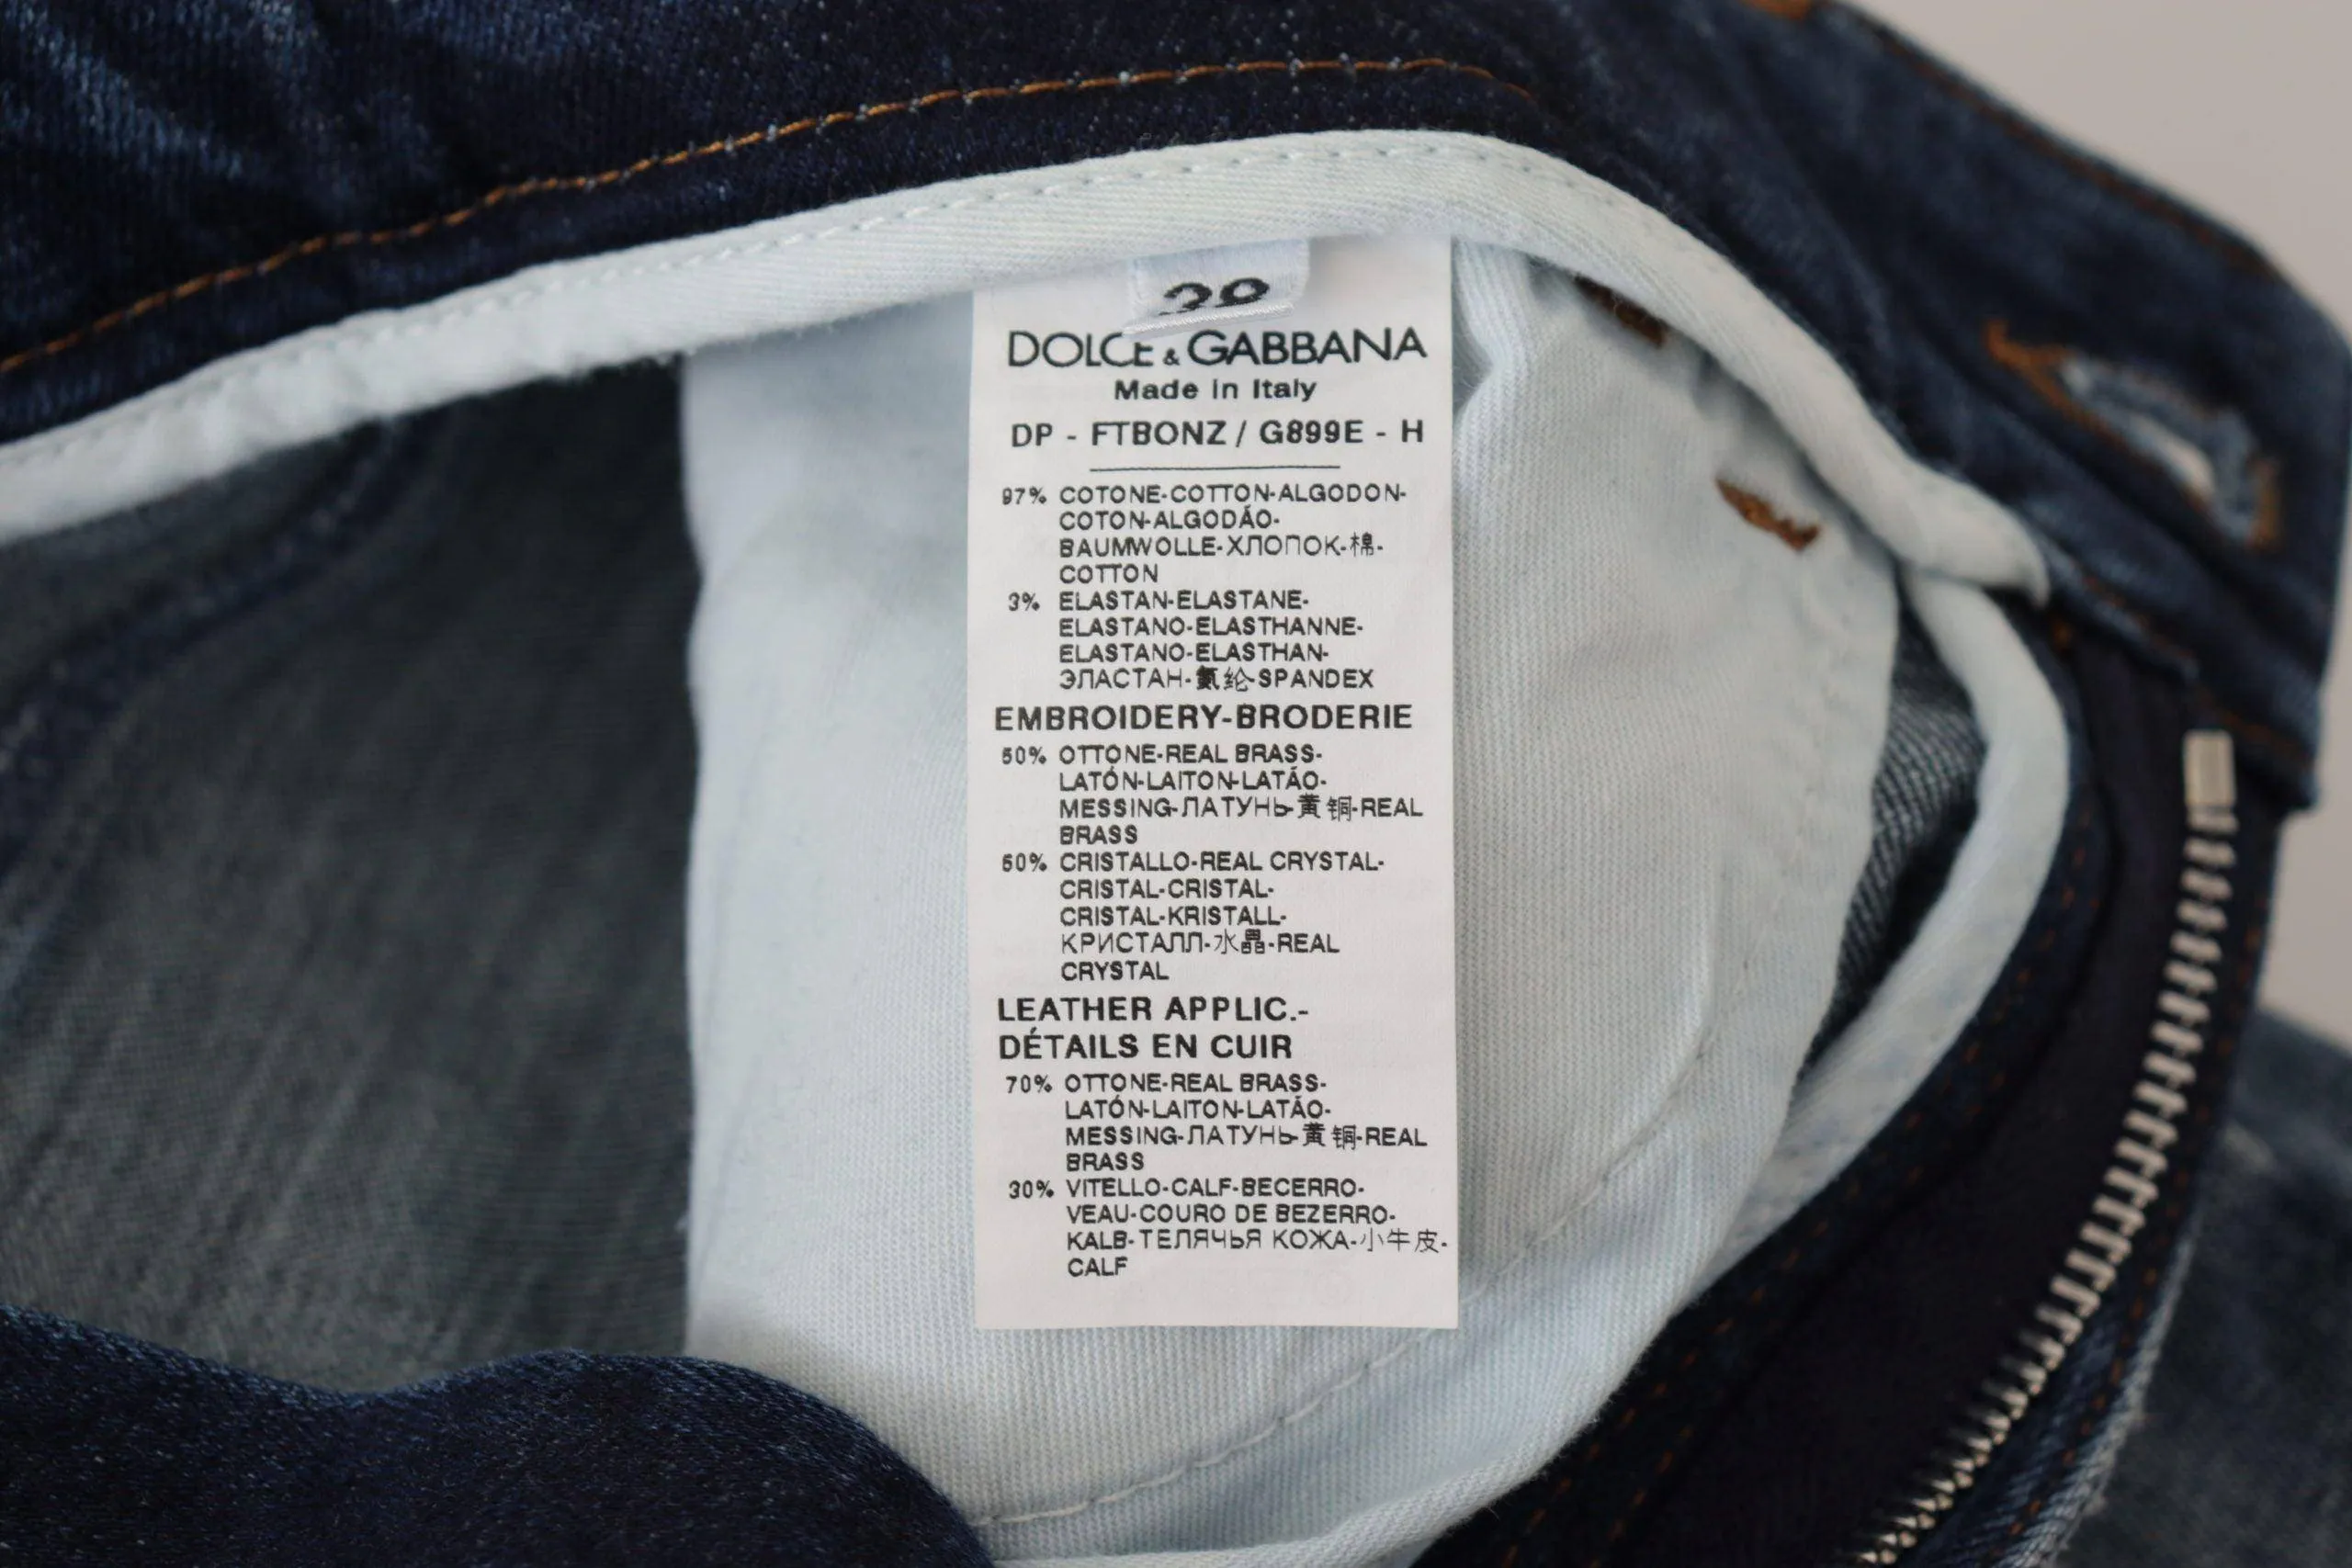 38
DOLCE & GABBANA
Made in Italy
DP - FTBONZ / G899E - H
97% COTONE-COTTON-ALGODON-
COTON-ALGODÃO-
BAUMWOLLE-ХЛОПОК-棉-
COTTON
3% ELASTAN-ELASTANE-
ELASTANO-ELASTHANNE-
ELASTANO-ELASTHAN-
ЭЛАСТАН-氨纶-SPANDEX
EMBROIDERY-BRODERIE
50% OTTONE-REAL BRASS-
LATÓN-LAITON-LATÃO-
MESSING-ЛАТУНЬ-黄铜-REAL
BRASS
50% CRISTALLO-REAL CRYSTAL-
CRISTAL-CRISTAL-
CRISTAL-KRISTALL-
КРИСТАЛЛ-水晶-REAL
CRYSTAL
LEATHER APPLIC.-
DÉTAILS EN CUIR
70% OTTONE-REAL BRASS-
LATÓN-LAITON-LATÃO-
MESSING-ЛАТУНЬ-黄铜-REAL
BRASS
30% VITELLO-CALF-BECERRO-
VEAU-COURO DE BEZERRO-
KALB-ТЕЛЯЧЬЯ КОЖА-小牛皮-
CALF